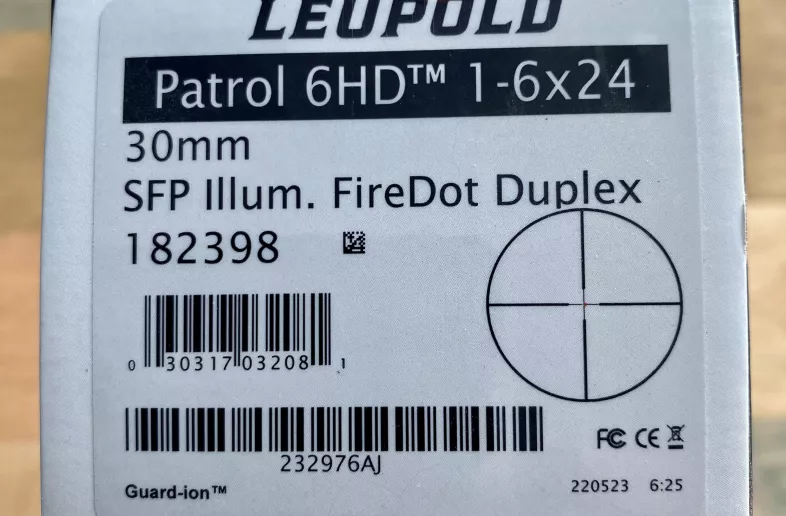 LEUPOLD
Patrol 6HD™ 1-6x24
30mm
SFP Illum. FireDot Duplex
182398
0 30317 03208 1
232976AJ
FC CE
Guard-ion™
220523 6:25